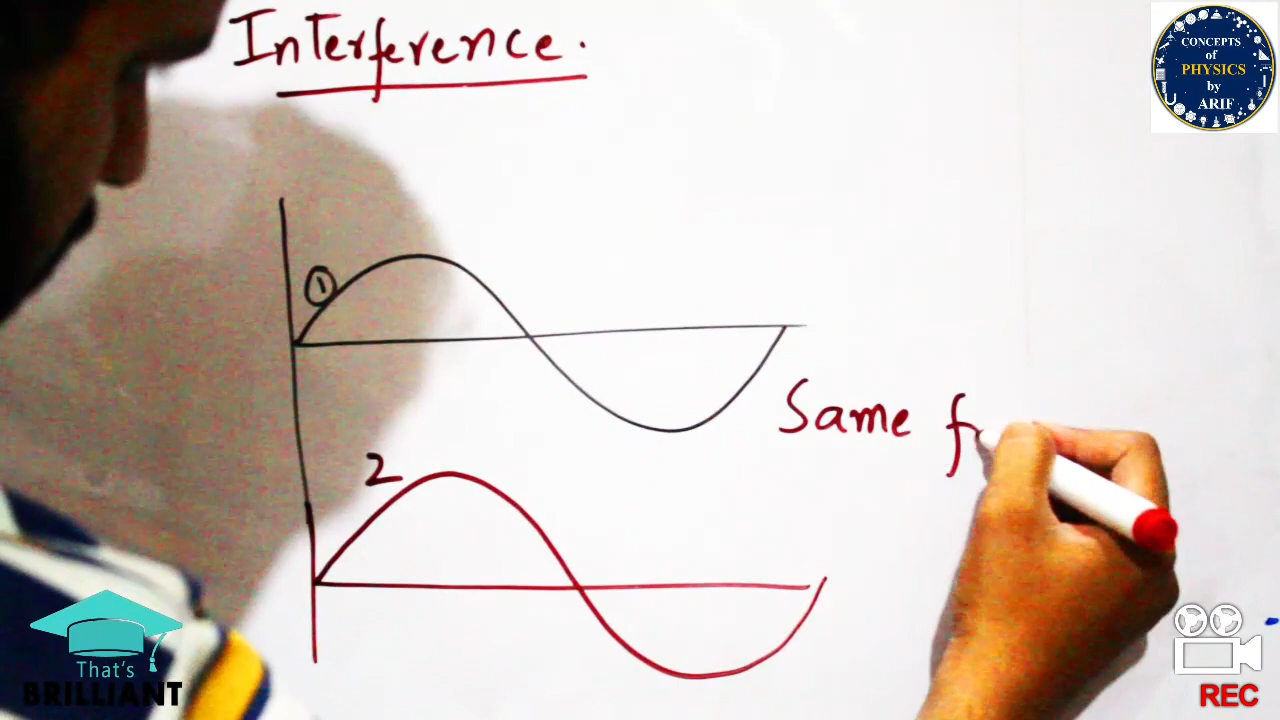 Interference.
CONCEPTS
of
PHYSICS
by
ARIF
1
Same f
2
That's
BRILLIANT
REC